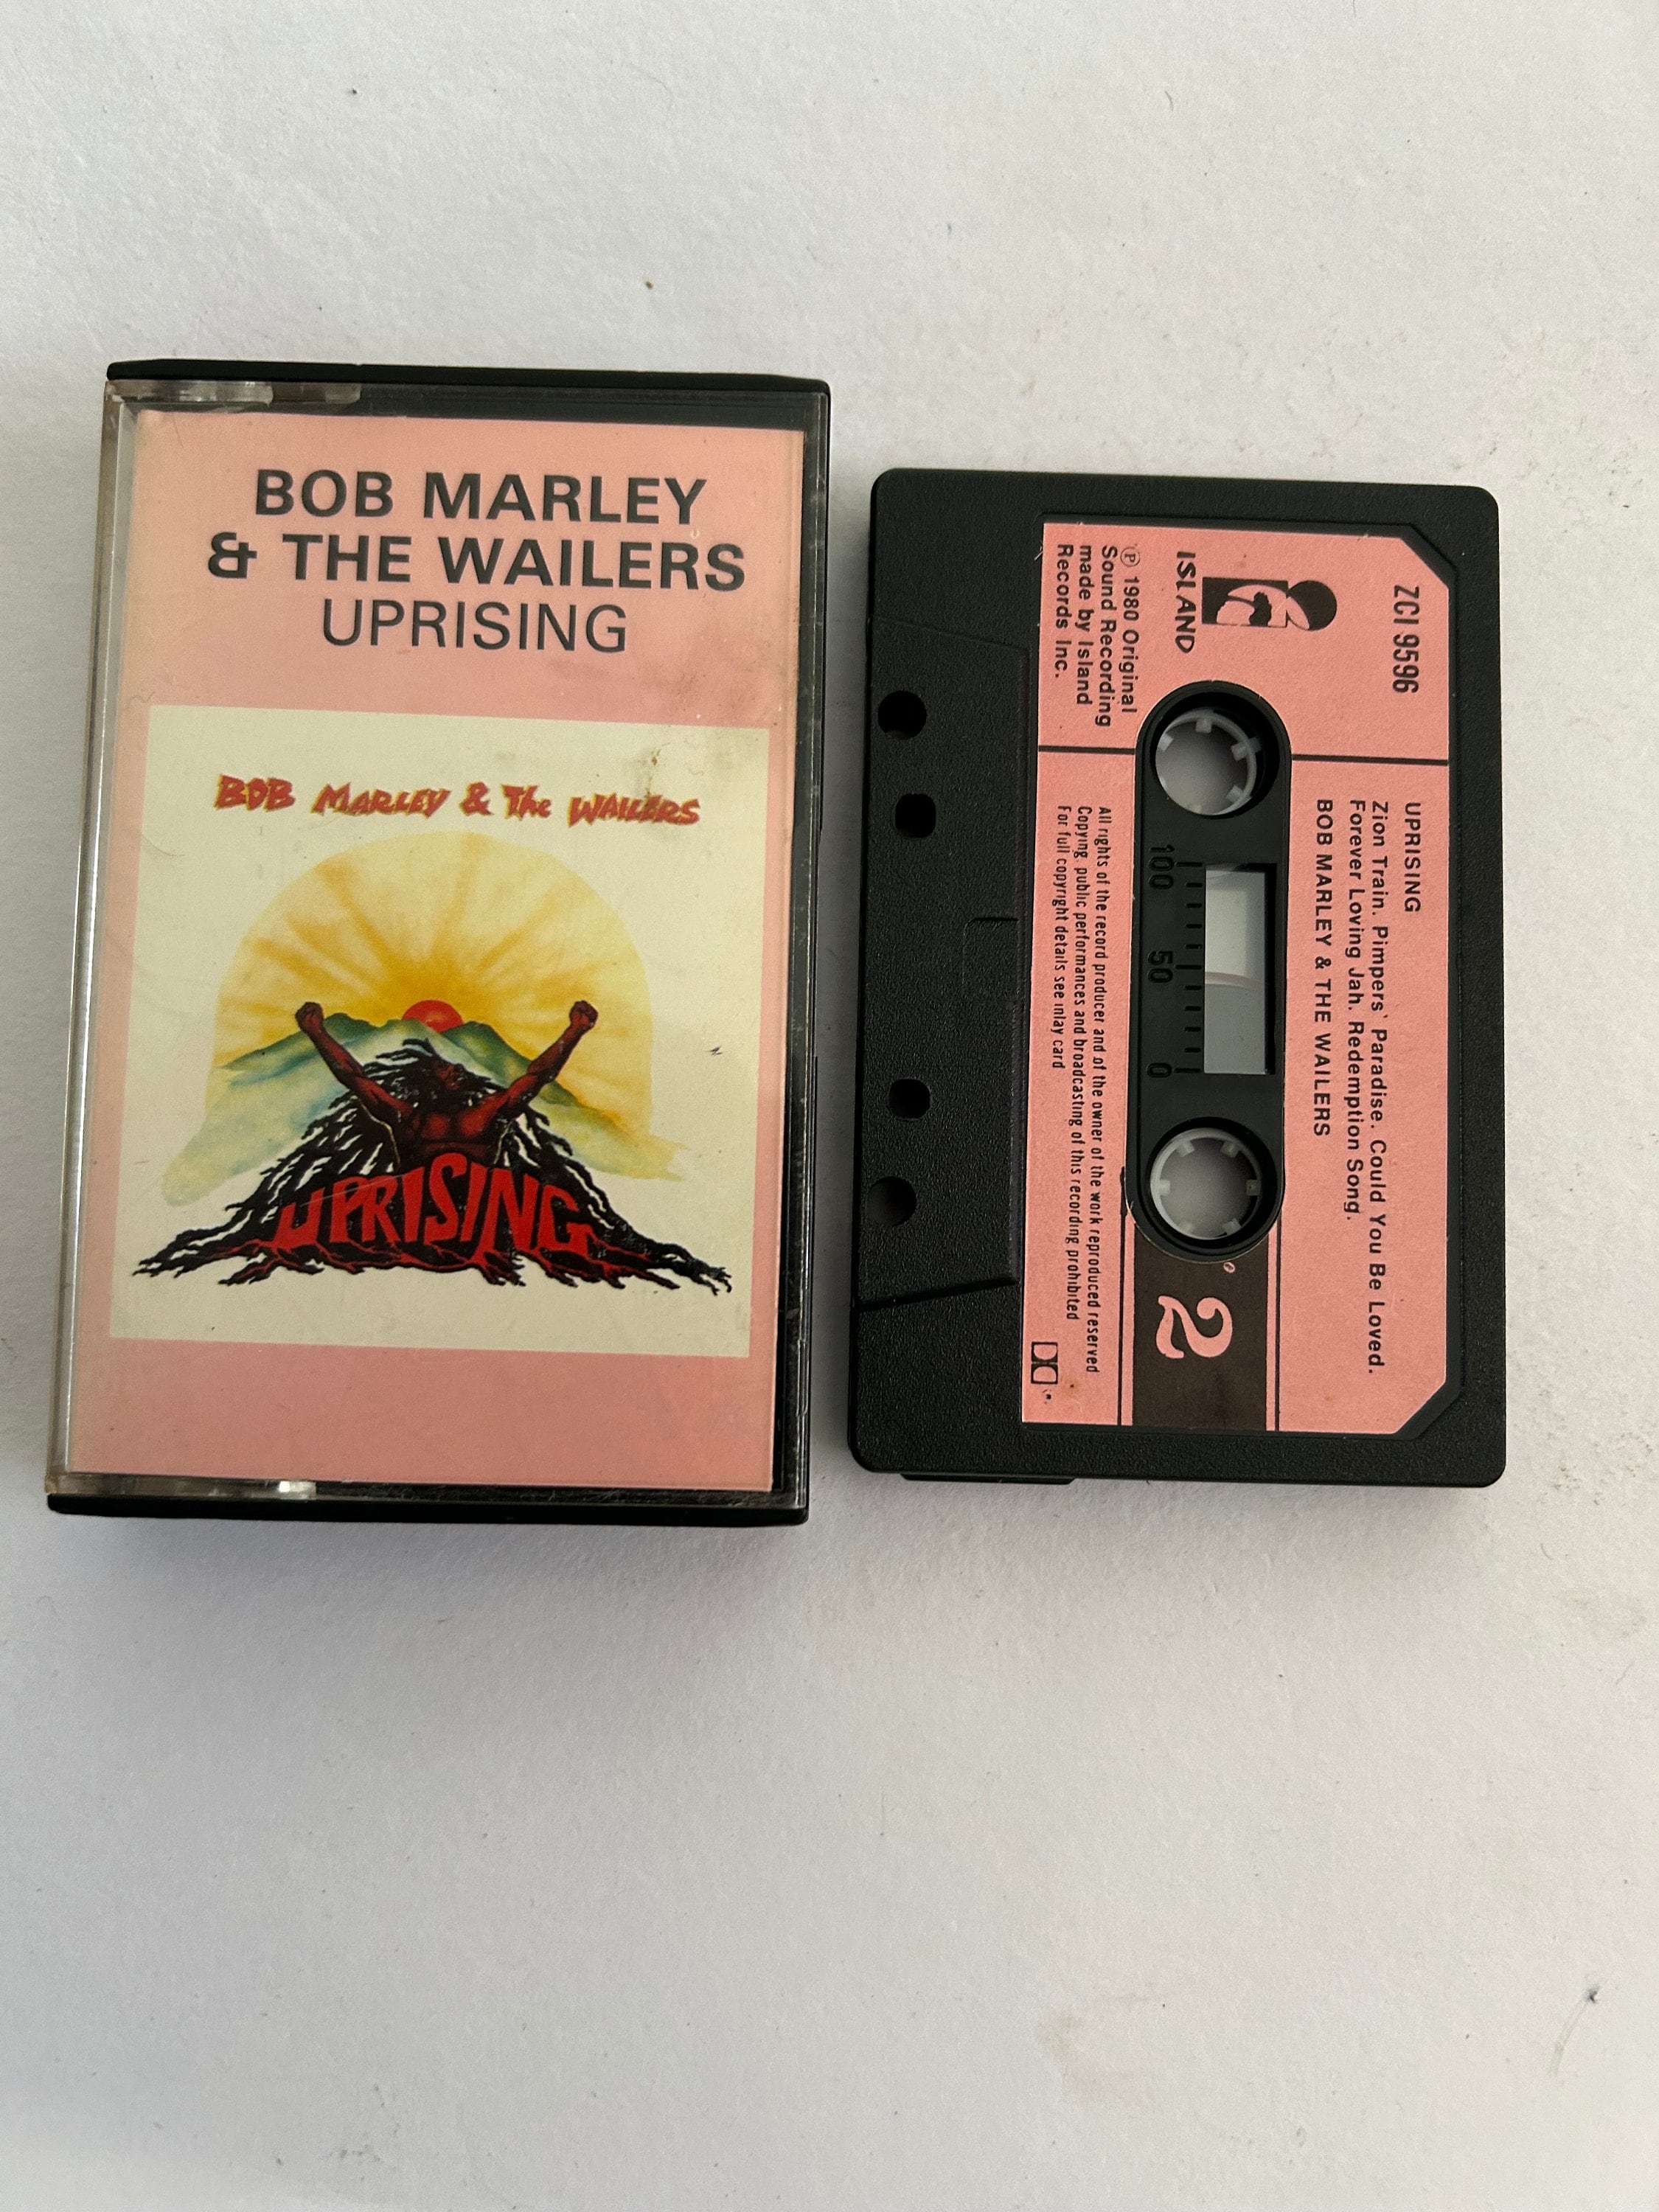 BOB MARLEY
& THE WAILERS
UPRISING
BOB MARLEY & The WAILERS
UPRISING
ZCI 9596
ISLAND
℗ 1980 Original
Sound Recording
made by Island
Records Inc.
UPRISING
Zion Train. Pimpers' Paradise. Could You Be Loved.
Forever Loving Jah. Redemption Song.
BOB MARLEY & THE WAILERS
100 50 0
2
All rights of the record producer and of the owner of the work reproduced reserved
Copying, public performances and broadcasting of this recording prohibited
For full copyright details see inlay card